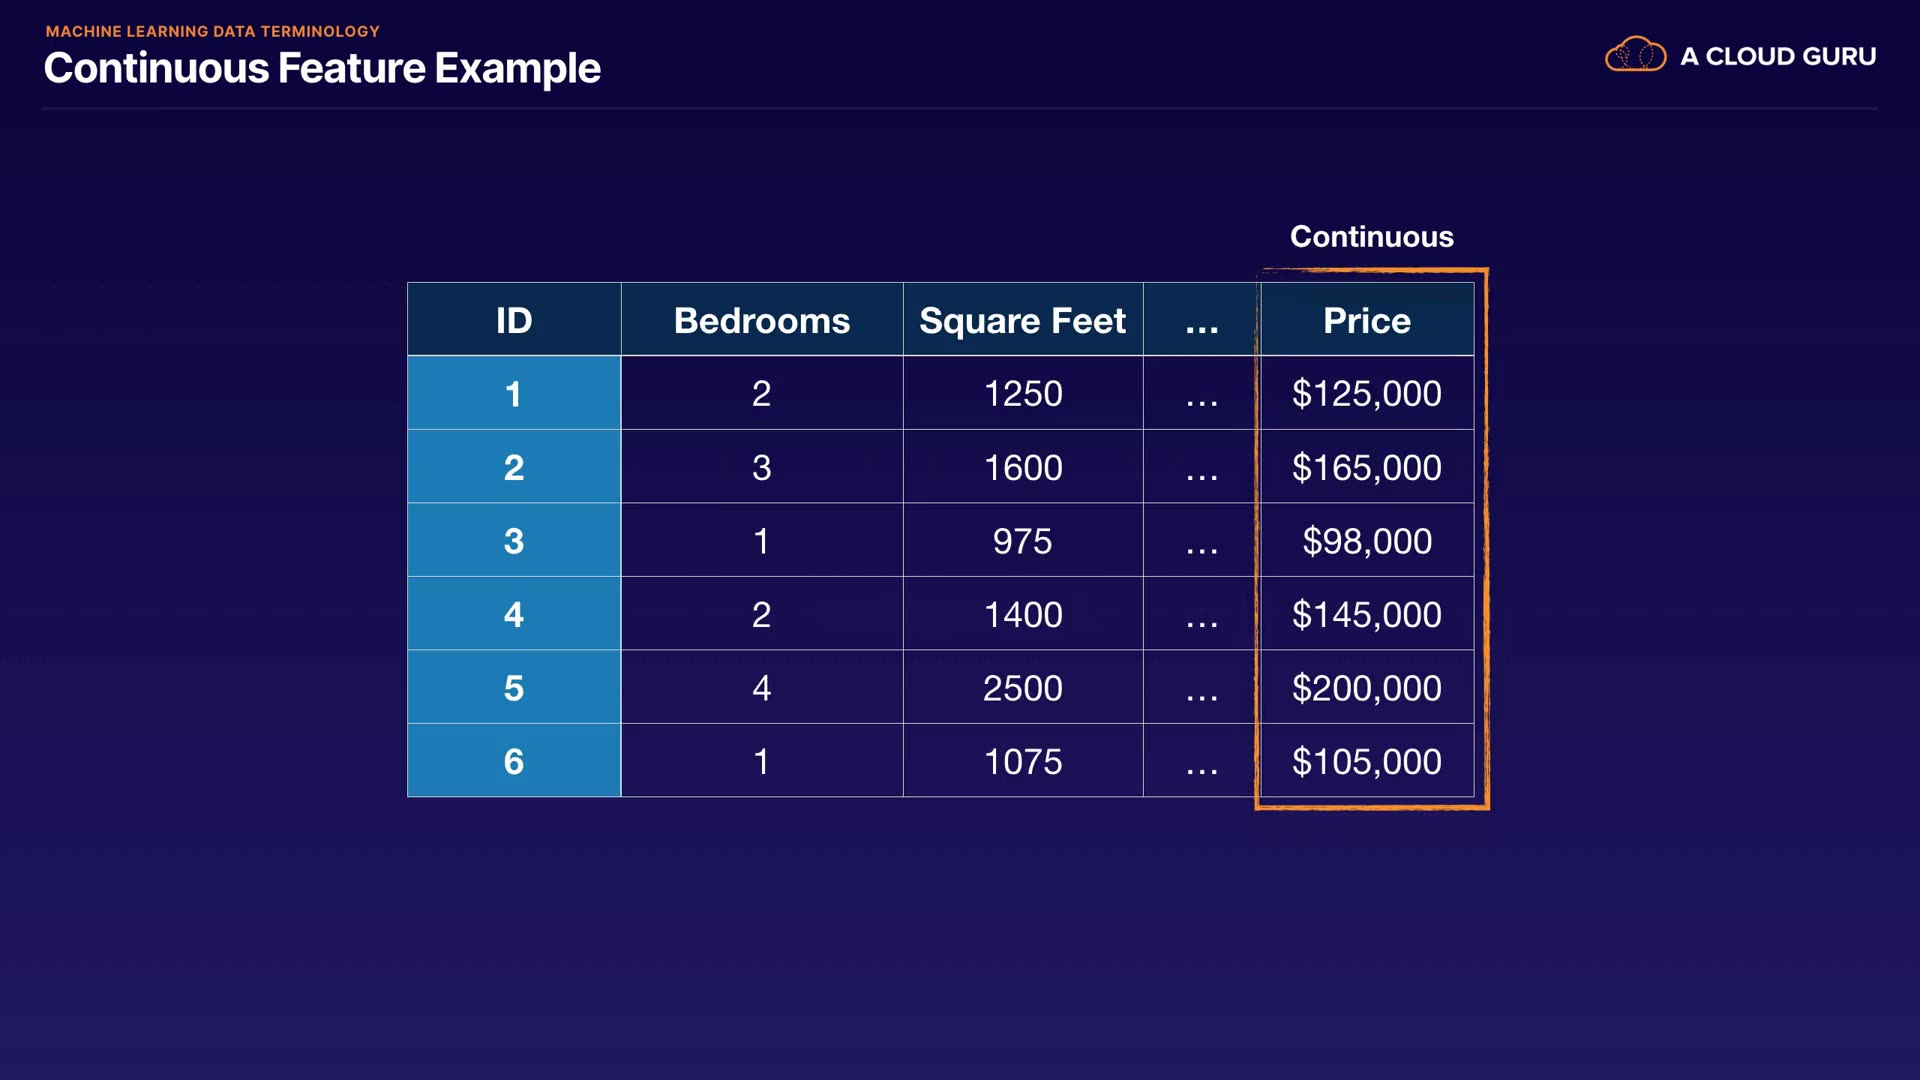 MACHINE LEARNING DATA TERMINOLOGY
Continuous Feature Example
A CLOUD GURU
Continuous
ID Bedrooms Square Feet ... Price
1 2 1250 ... $125,000
2 3 1600 ... $165,000
3 1 975 ... $98,000
4 2 1400 ... $145,000
5 4 2500 ... $200,000
6 1 1075 ... $105,000